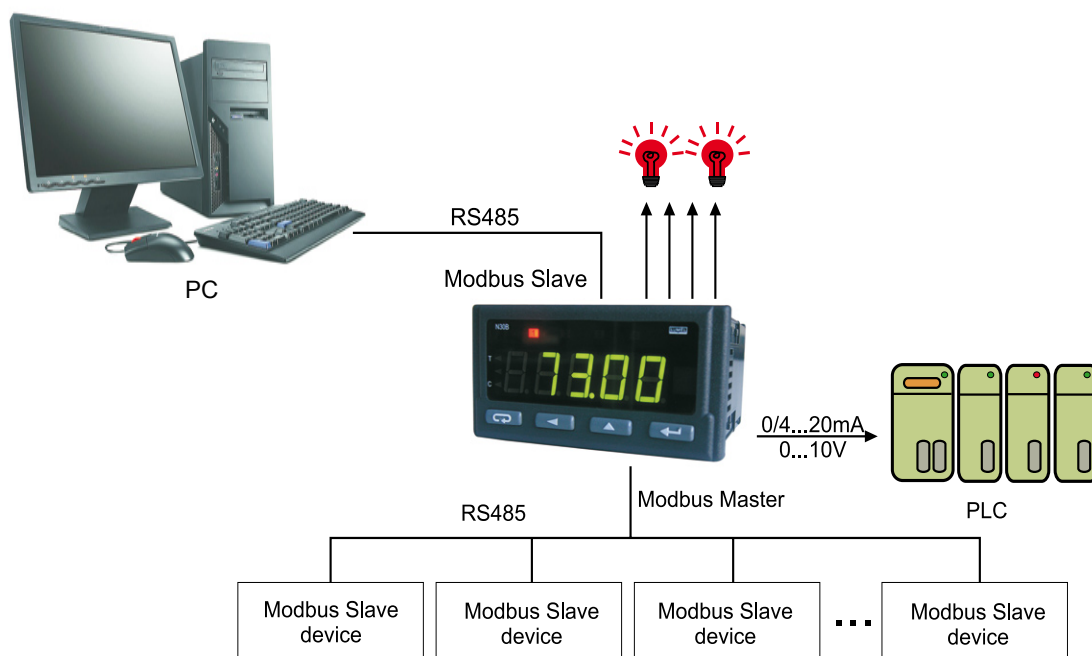 RS485
PC
Modbus Slave
N30B
T
C
73.00
0/4...20mA
0...10V
PLC
Modbus Master
RS485
Modbus Slave
device
Modbus Slave
device
Modbus Slave
device
...
Modbus Slave
device